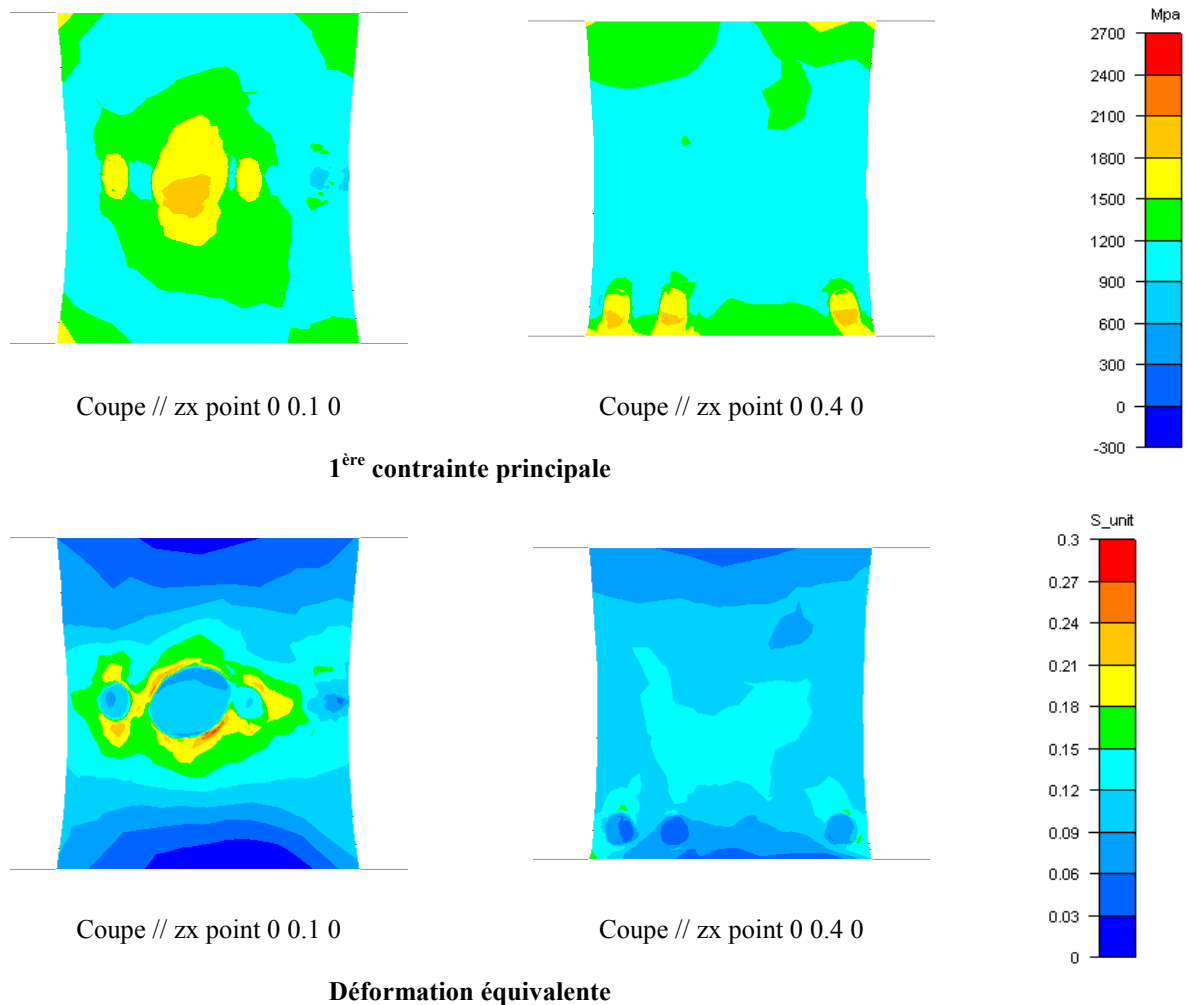 Mpa
2700
2400
2100
1800
1500
1200
900
600
300
0
-300
Coupe // zx point 0 0.1 0
Coupe // zx point 0 0.4 0
1ère contrainte principale
S_unit
0.3
0.27
0.24
0.21
0.18
0.15
0.12
0.09
0.06
0.03
0
Coupe // zx point 0 0.1 0
Coupe // zx point 0 0.4 0
Déformation équivalente